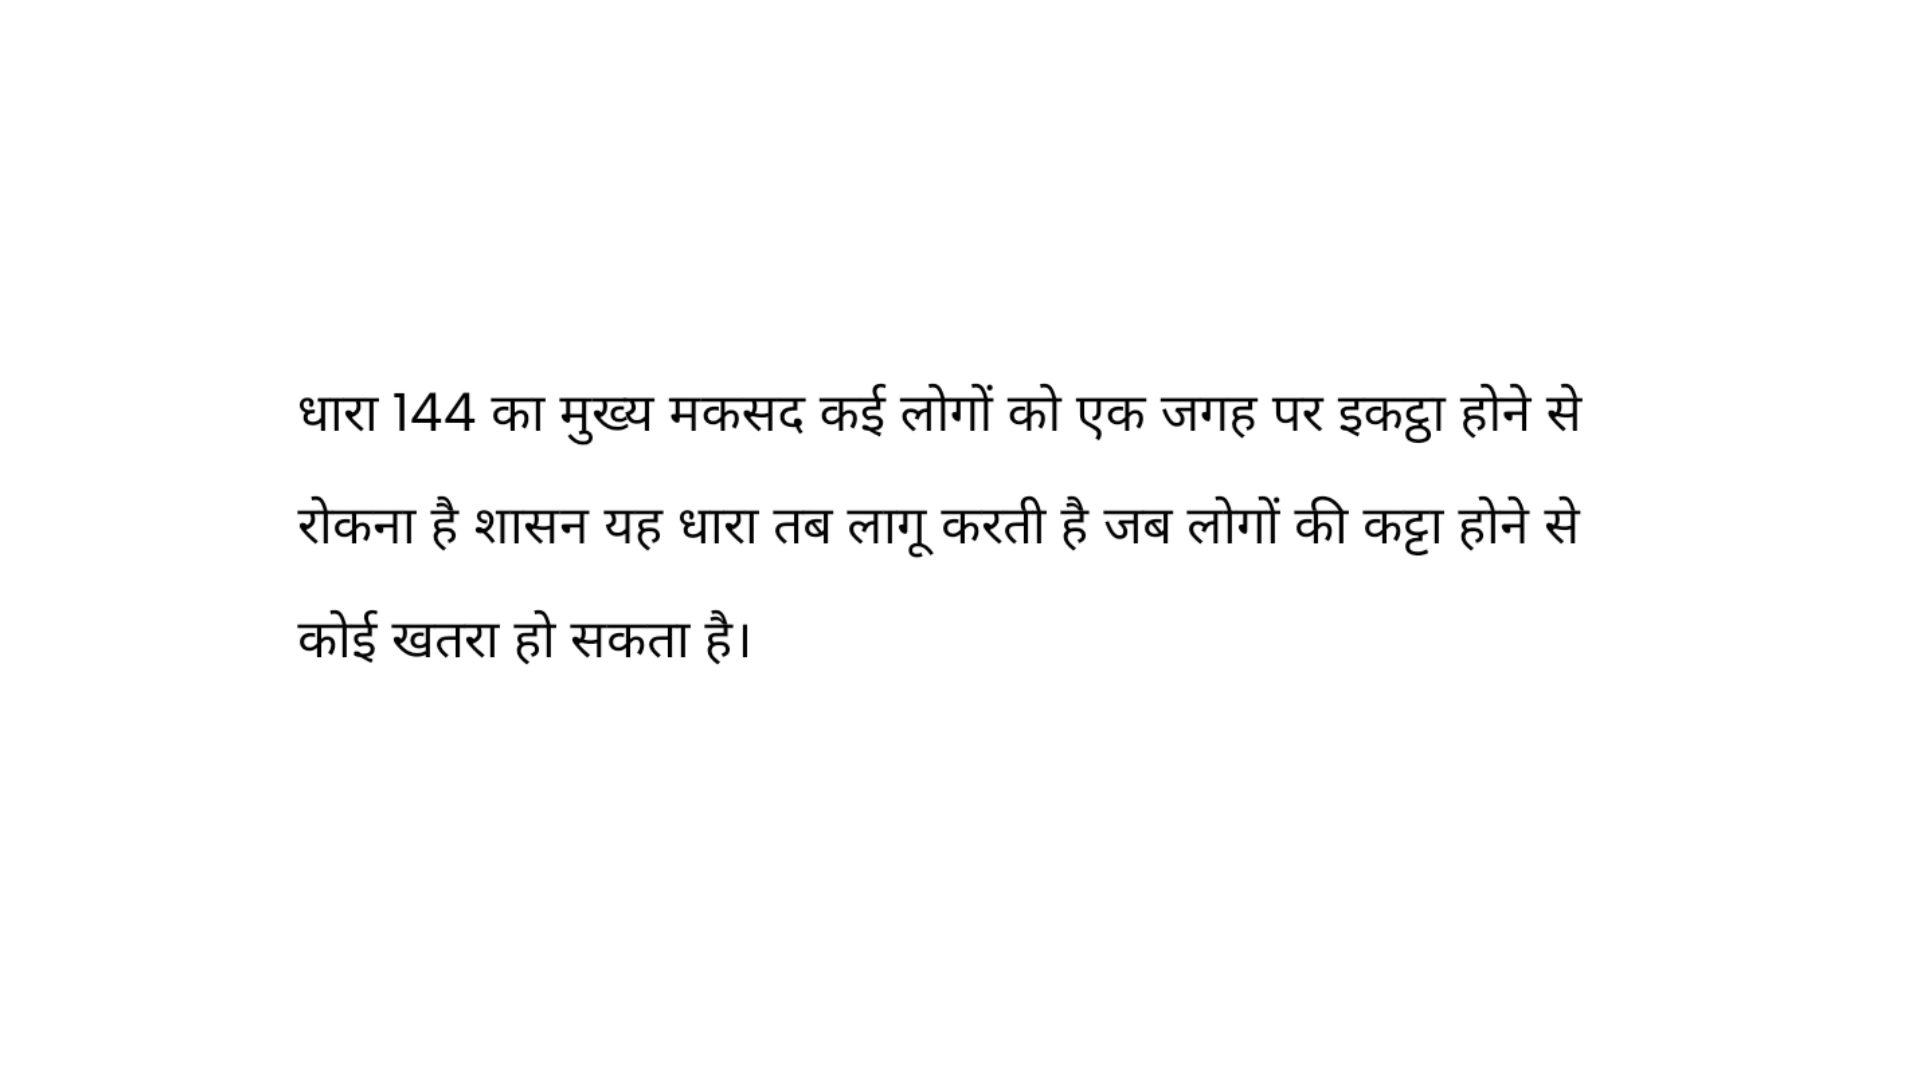 धारा 144 का मुख्य मकसद कई लोगों को एक जगह पर इकट्ठा होने से
रोकना है शासन यह धारा तब लागू करती है जब लोगों की कट्टा होने से
कोई खतरा हो सकता है।